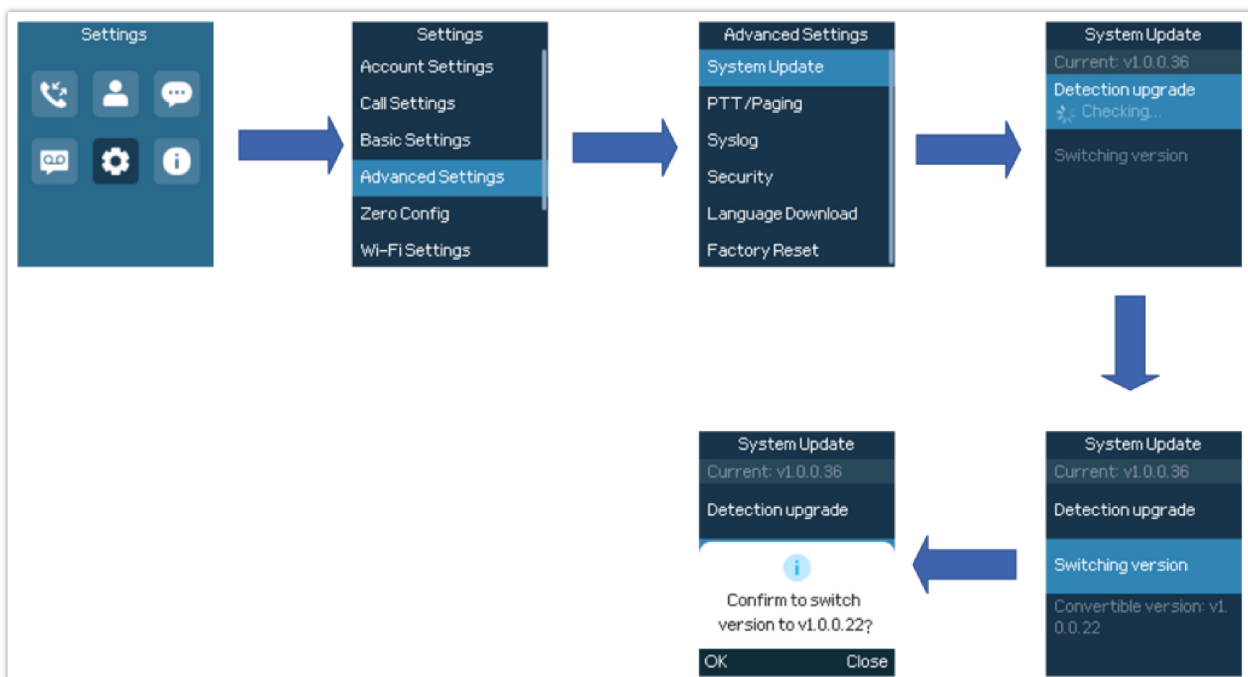 Settings
Settings
Account Settings
Call Settings
Basic Settings
Advanced Settings
Zero Config
Wi-Fi Settings
Advanced Settings
System Update
PTT/Paging
Syslog
Security
Language Download
Factory Reset
System Update
Current: v1.0.0.36
Detection upgrade
Checking...
Switching version
System Update
Current: v1.0.0.36
Detection upgrade
Switching version
Convertible version: v1.
0.0.22
System Update
Current: v1.0.0.36
Detection upgrade
Confirm to switch
version to v1.0.0.22?
OK Close